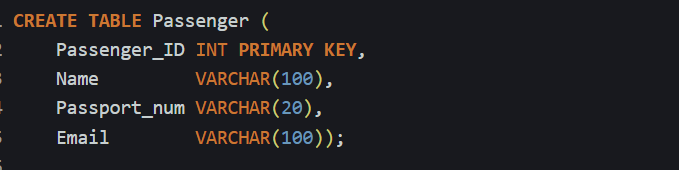 CREATE TABLE Passenger (
Passenger_ID INT PRIMARY KEY,
Name VARCHAR(100),
Passport_num VARCHAR(20),
Email VARCHAR(100));